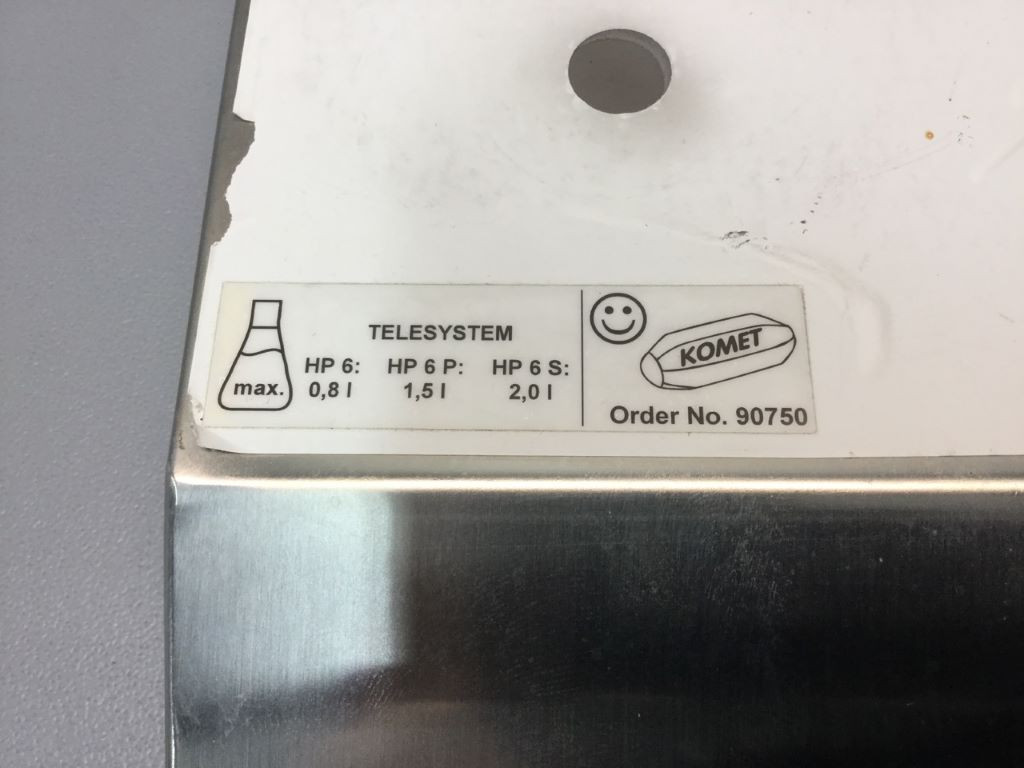 TELESYSTEM
HP 6: HP 6 P: HP 6 S:
max. 0,8 l 1,5 l 2,0 l
KOMET
Order No. 90750